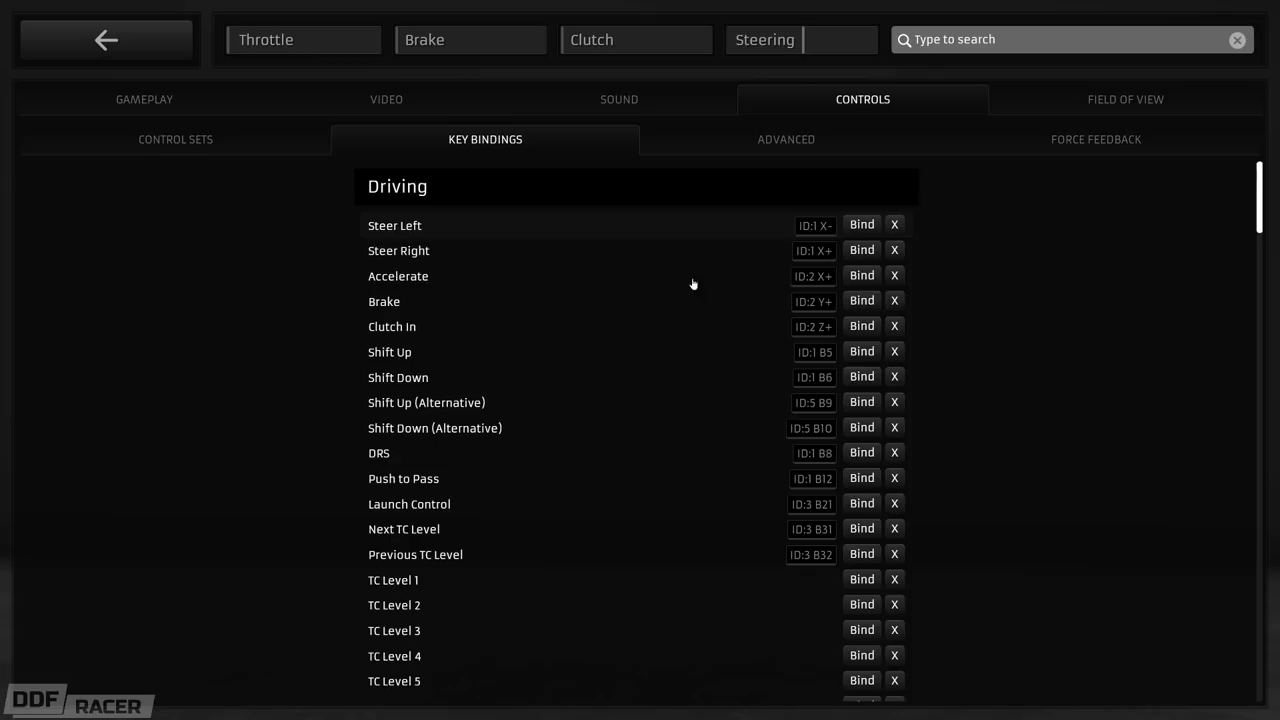 Throttle Brake Clutch Steering Type to search
GAMEPLAY VIDEO SOUND CONTROLS FIELD OF VIEW
CONTROL SETS KEY BINDINGS ADVANCED FORCE FEEDBACK
Driving
Steer Left ID:1 X- Bind X
Steer Right ID:1 X+ Bind X
Accelerate ID:2 X+ Bind X
Brake ID:2 Y+ Bind X
Clutch In ID:2 Z+ Bind X
Shift Up ID:1 B5 Bind X
Shift Down ID:1 B6 Bind X
Shift Up (Alternative) ID:5 B9 Bind X
Shift Down (Alternative) ID:5 B10 Bind X
DRS ID:1 B8 Bind X
Push to Pass ID:1 B12 Bind X
Launch Control ID:3 B21 Bind X
Next TC Level ID:3 B31 Bind X
Previous TC Level ID:3 B32 Bind X
TC Level 1 Bind X
TC Level 2 Bind X
TC Level 3 Bind X
TC Level 4 Bind X
TC Level 5 Bind X
DDF RACER